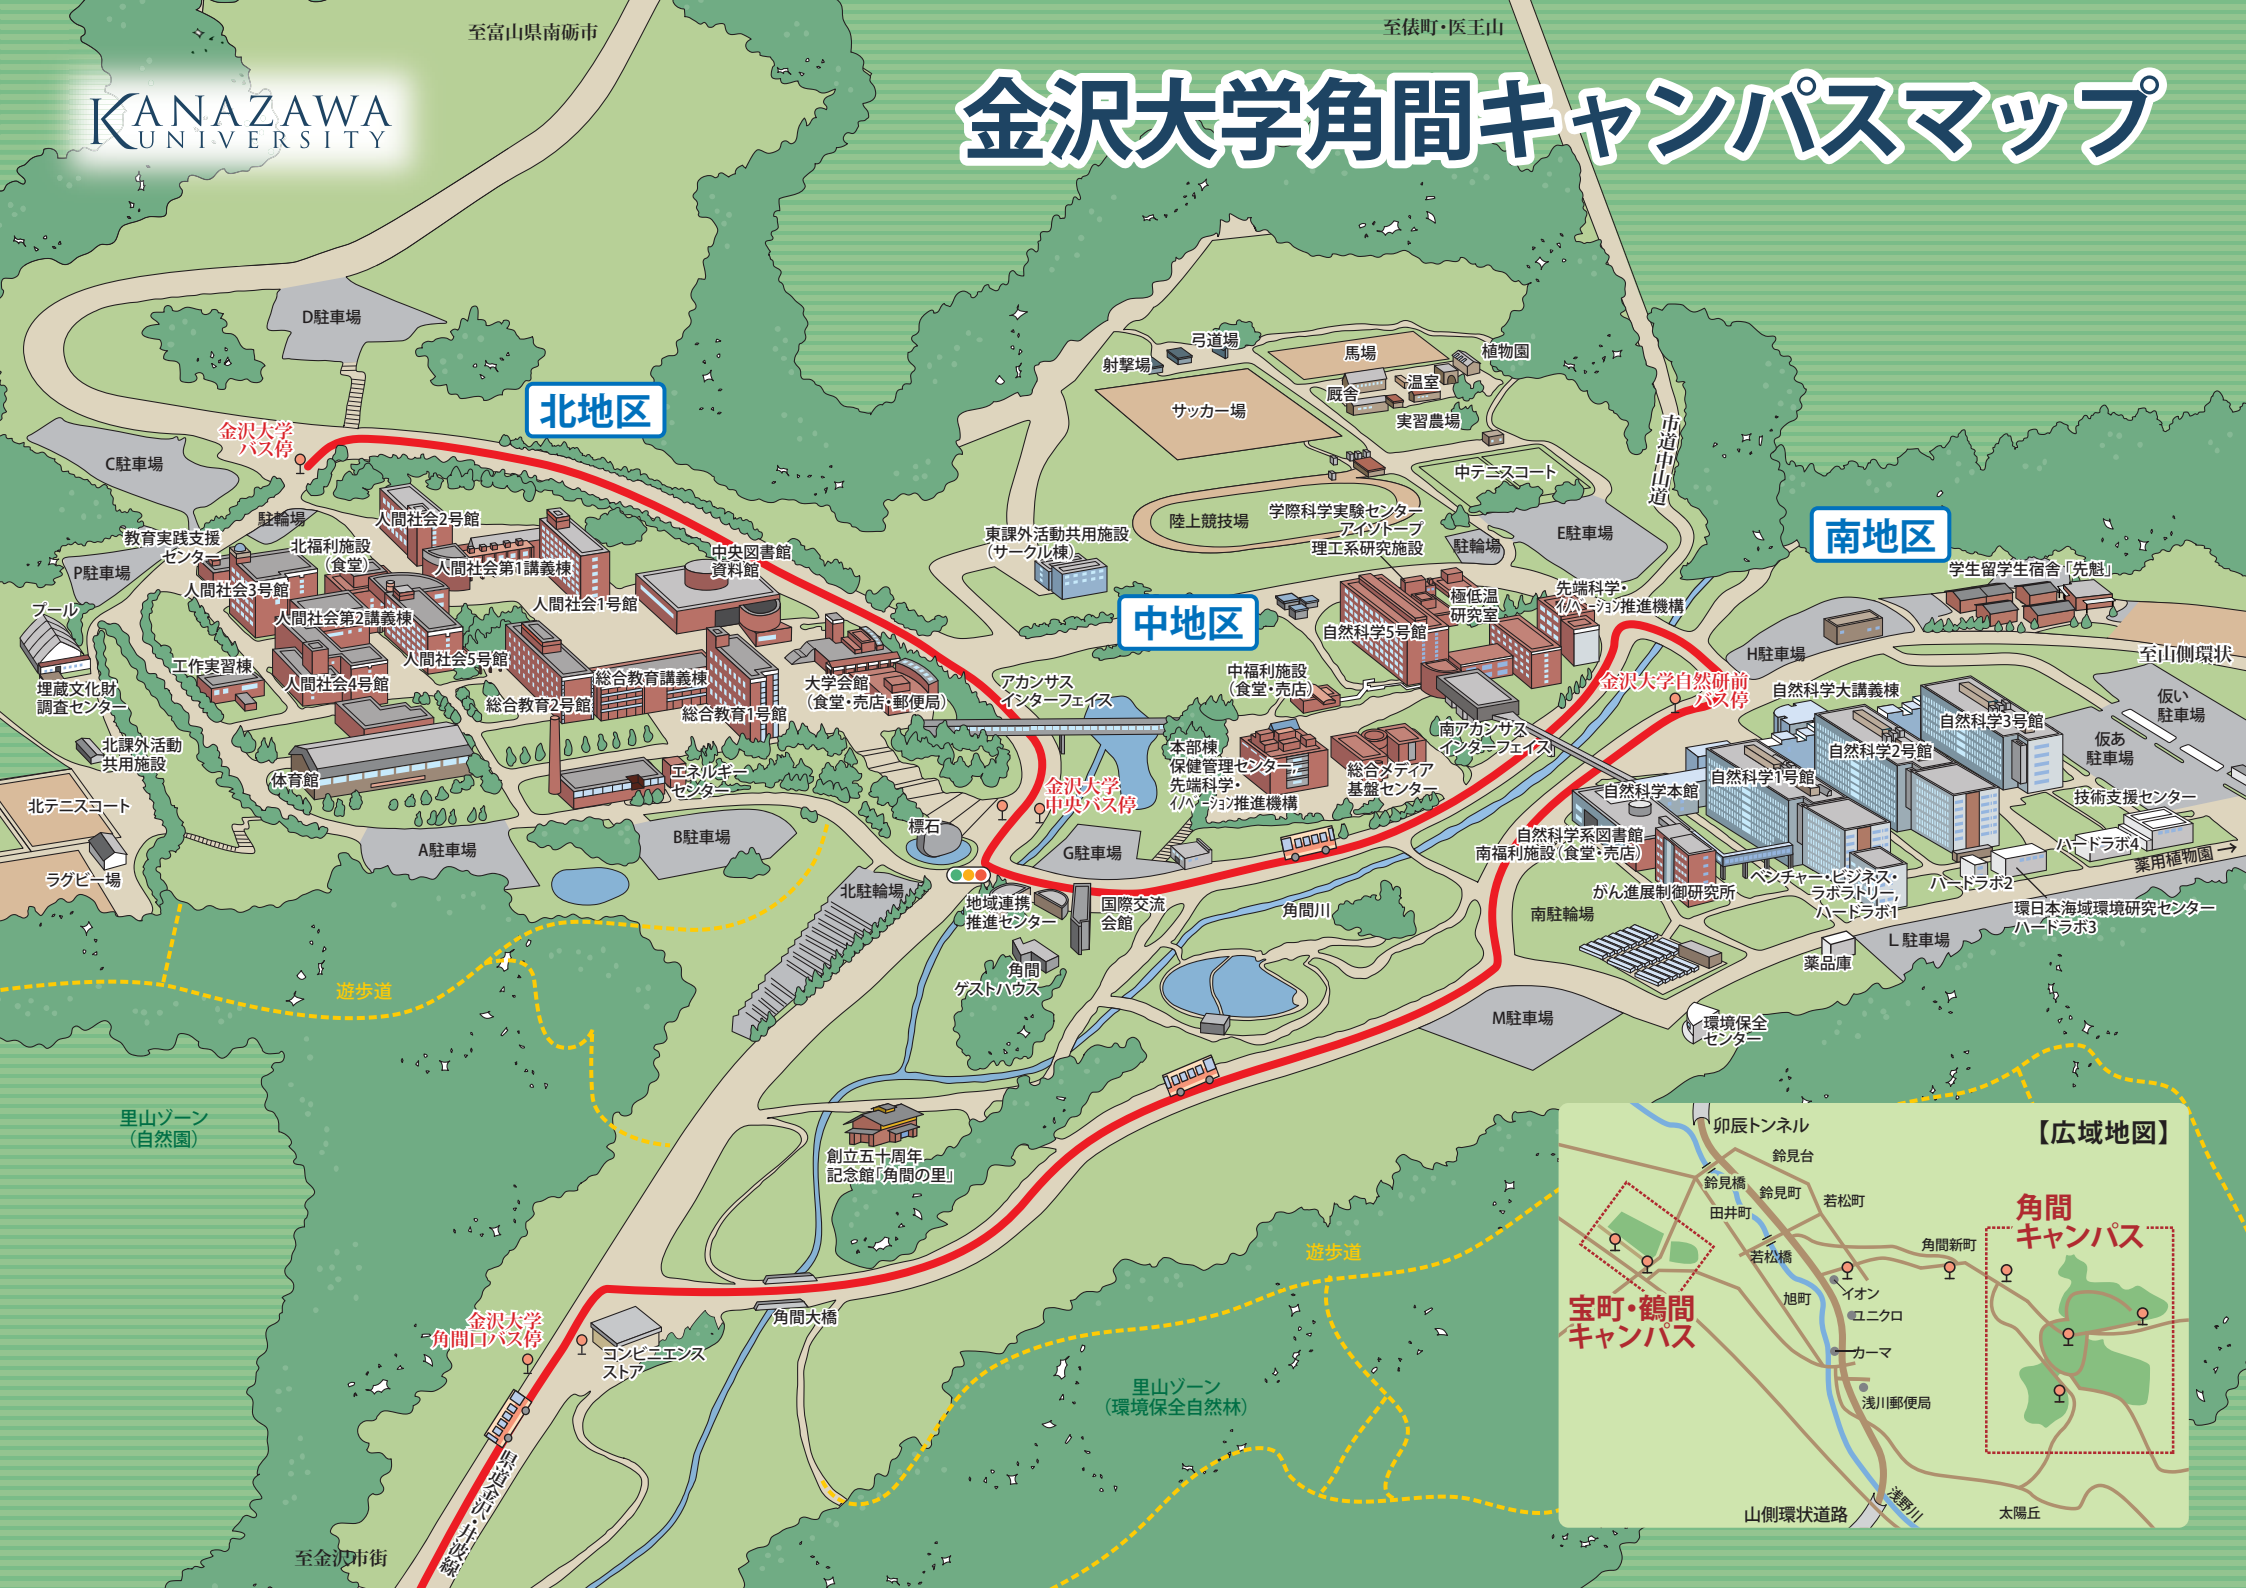 至富山県南砺市
至俵町・医王山
KANAZAWA
UNIVERSITY
金沢大学角間キャンパスマップ
D駐車場
北地区
金沢大学
バス停
C駐車場
駐輪場
教育実践支援
センター
P駐車場
プール
北福利施設
（食堂）
人間社会2号館
人間社会第1講義棟
人間社会3号館
人間社会第2講義棟
人間社会1号館
人間社会5号館
人間社会4号館
工作実習棟
埋蔵文化財
調査センター
北課外活動
共用施設
体育館
北テニスコート
ラグビー場
中央図書館
資料館
総合教育2号館
総合教育講義棟
総合教育1号館
大学会館
（食堂・売店・郵便局）
エネルギー
センター
A駐車場
B駐車場
標石
北駐輪場
アカンサス
インターフェイス
金沢大学
中央バス停
G駐車場
地域連携
推進センター
国際交流
会館
角間
ゲストハウス
射撃場
弓道場
馬場
植物園
厩舎
温室
実習農場
サッカー場
中テニスコート
陸上競技場
市道中山道
東課外活動共用施設
（サークル棟）
中地区
学際科学実験センター
アイソトープ
理工系研究施設
駐輪場
E駐車場
極低温
研究室
先端科学・
イノベーション推進機構
自然科学5号館
中福利施設
（食堂・売店）
本部棟,
保健管理センター,
先端科学・
イノベーション推進機構
総合メディア
基盤センター
南アカンサス
インターフェイス
金沢大学自然研前
バス停
南地区
学生留学生宿舎「先魁」
H駐車場
至山側環状
仮い
駐車場
仮あ
駐車場
自然科学大講義棟
自然科学3号館
自然科学2号館
自然科学1号館
自然科学本館
自然科学系図書館
南福利施設（食堂・売店）
技術支援センター
ハードラボ4
薬用植物園→
がん進展制御研究所
ベンチャー・ビジネス・
ラボラトリー,
ハードラボ1
ハードラボ2
環日本海域環境研究センター
ハードラボ3
南駐輪場
L駐車場
薬品庫
環境保全
センター
M駐車場
角間川
遊歩道
里山ゾーン
（自然園）
創立五十周年
記念館「角間の里」
角間大橋
金沢大学
角間口バス停
コンビニエンス
ストア
県道金沢・井波線
至金沢市街
遊歩道
里山ゾーン
（環境保全自然林）
【広域地図】
卯辰トンネル
鈴見台
鈴見橋
鈴見町
若松町
田井町
若松橋
角間新町
角間
キャンパス
宝町・鶴間
キャンパス
旭町
イオン
ユニクロ
カーマ
浅川郵便局
浅野川
山側環状道路
太陽丘